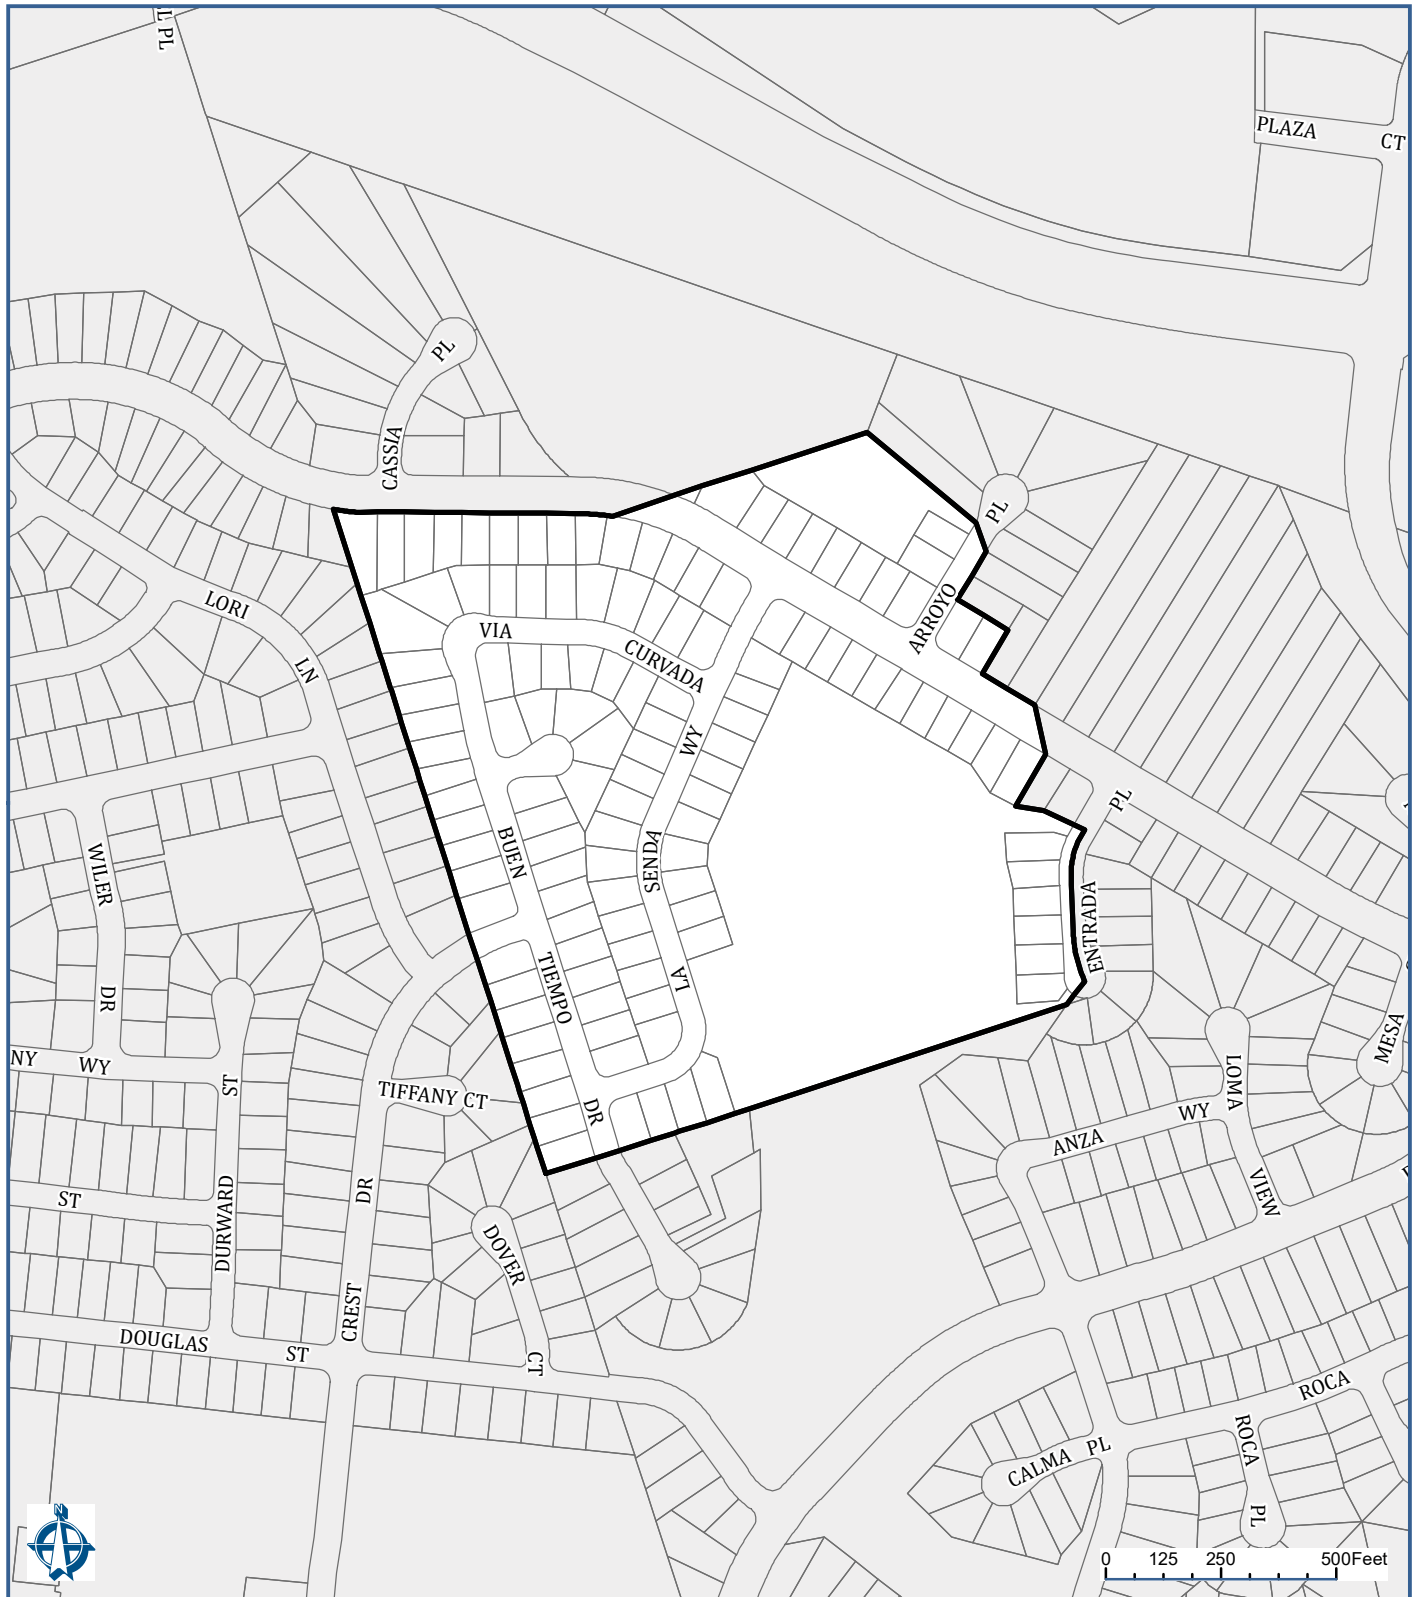 L PL
PLAZA CT
PL
CASSIA
PL
ARROYO
LORI
LN
VIA
CURVADA
WY
SENDA
LA
BUEN
TIEMPO
DR
PL
ENTRADA
WILER
DR
NY WY
ST
DURWARD
ST
TIFFANY CT
DR
CREST
DOVER
CT
DOUGLAS ST
MESA
LOMA
VIEW
ANZA WY
ROCA
ROCA
PL
CALMA PL
N
0 125 250 500Feet